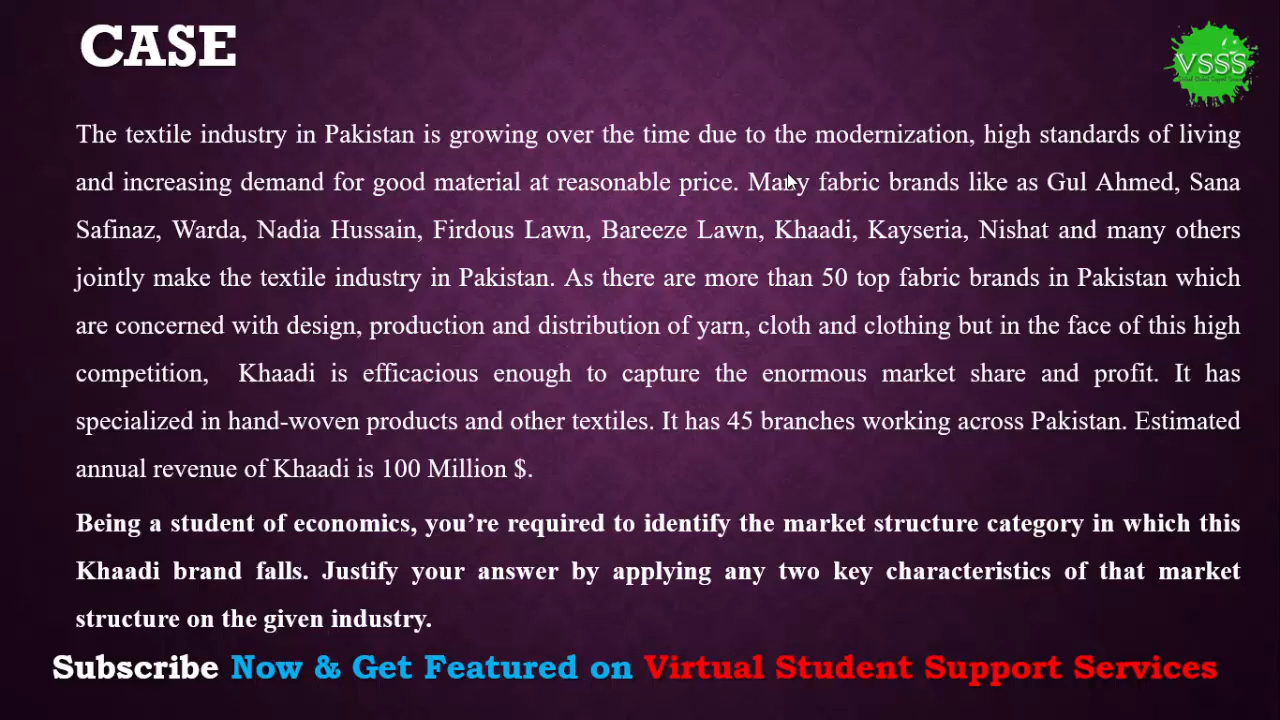 CASE
VSSS
The textile industry in Pakistan is growing over the time due to the modernization, high standards of living
and increasing demand for good material at reasonable price. Many fabric brands like as Gul Ahmed, Sana
Safinaz, Warda, Nadia Hussain, Firdous Lawn, Bareeze Lawn, Khaadi, Kayseria, Nishat and many others
jointly make the textile industry in Pakistan. As there are more than 50 top fabric brands in Pakistan which
are concerned with design, production and distribution of yarn, cloth and clothing but in the face of this high
competition, Khaadi is efficacious enough to capture the enormous market share and profit. It has
specialized in hand-woven products and other textiles. It has 45 branches working across Pakistan. Estimated
annual revenue of Khaadi is 100 Million $.
Being a student of economics, you’re required to identify the market structure category in which this
Khaadi brand falls. Justify your answer by applying any two key characteristics of that market
structure on the given industry.
Subscribe Now & Get Featured on Virtual Student Support Services